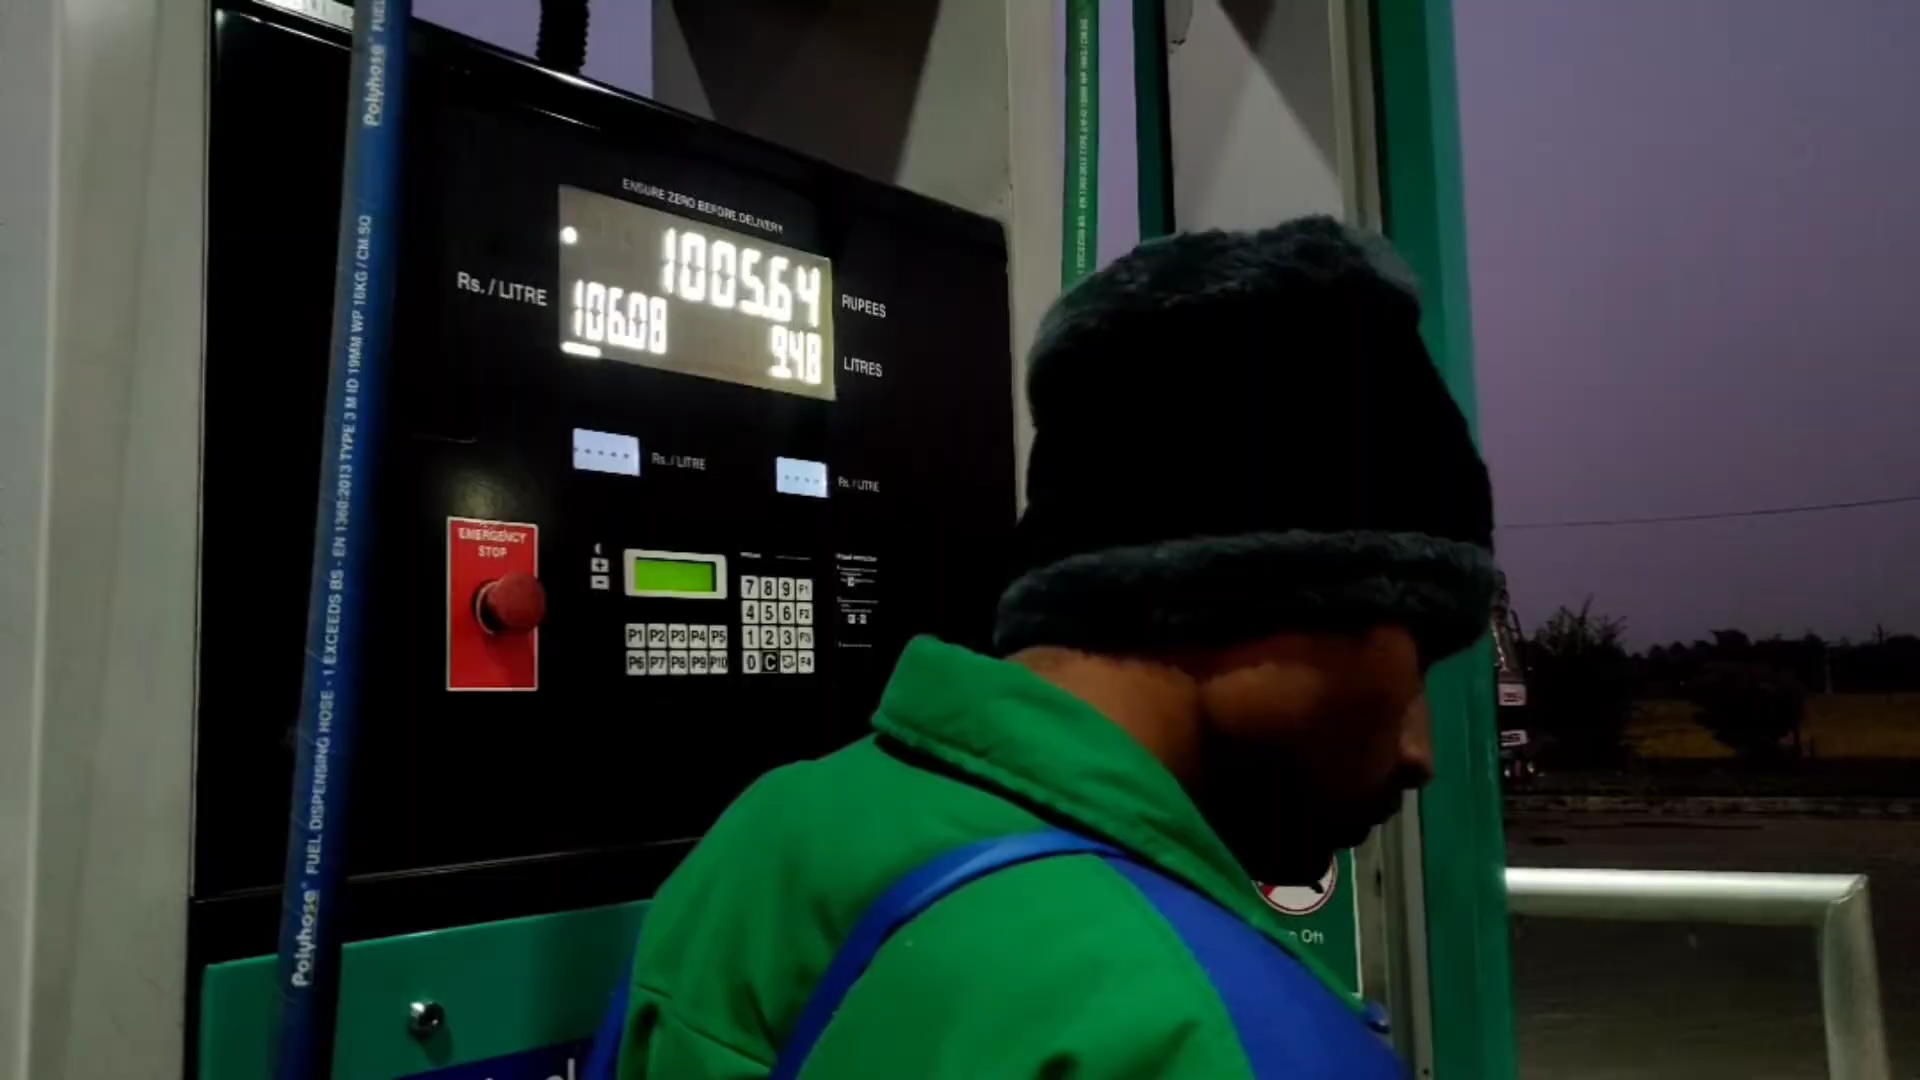 Polyhose® FUEL
Polyhose® FUEL DISPENSING HOSE - 1 EXCEEDS BS - EN 1360:2013 TYPE 3 M ID 19MM WP 16KG / CM SQ
ENSURE ZERO BEFORE DELIVERY
1005.64
RUPEES
Rs. / LITRE
106.08
9.48
LITRES
Rs. / LITRE
Rs. / LITRE
EMERGENCY
STOP
+
-
7 8 9 F1
4 5 6 F2
1 2 3 F3
0 C F4
P1 P2 P3 P4 P5
P6 P7 P8 P9 P10
Off